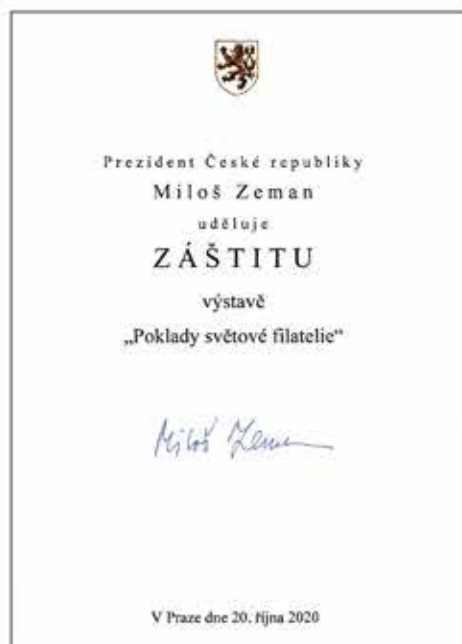 Prezident České republiky
Miloš Zeman
uděluje
ZÁŠTITU
výstavě
„Poklady světové filatelie“
Miloš Zeman
V Praze dne 20. října 2020